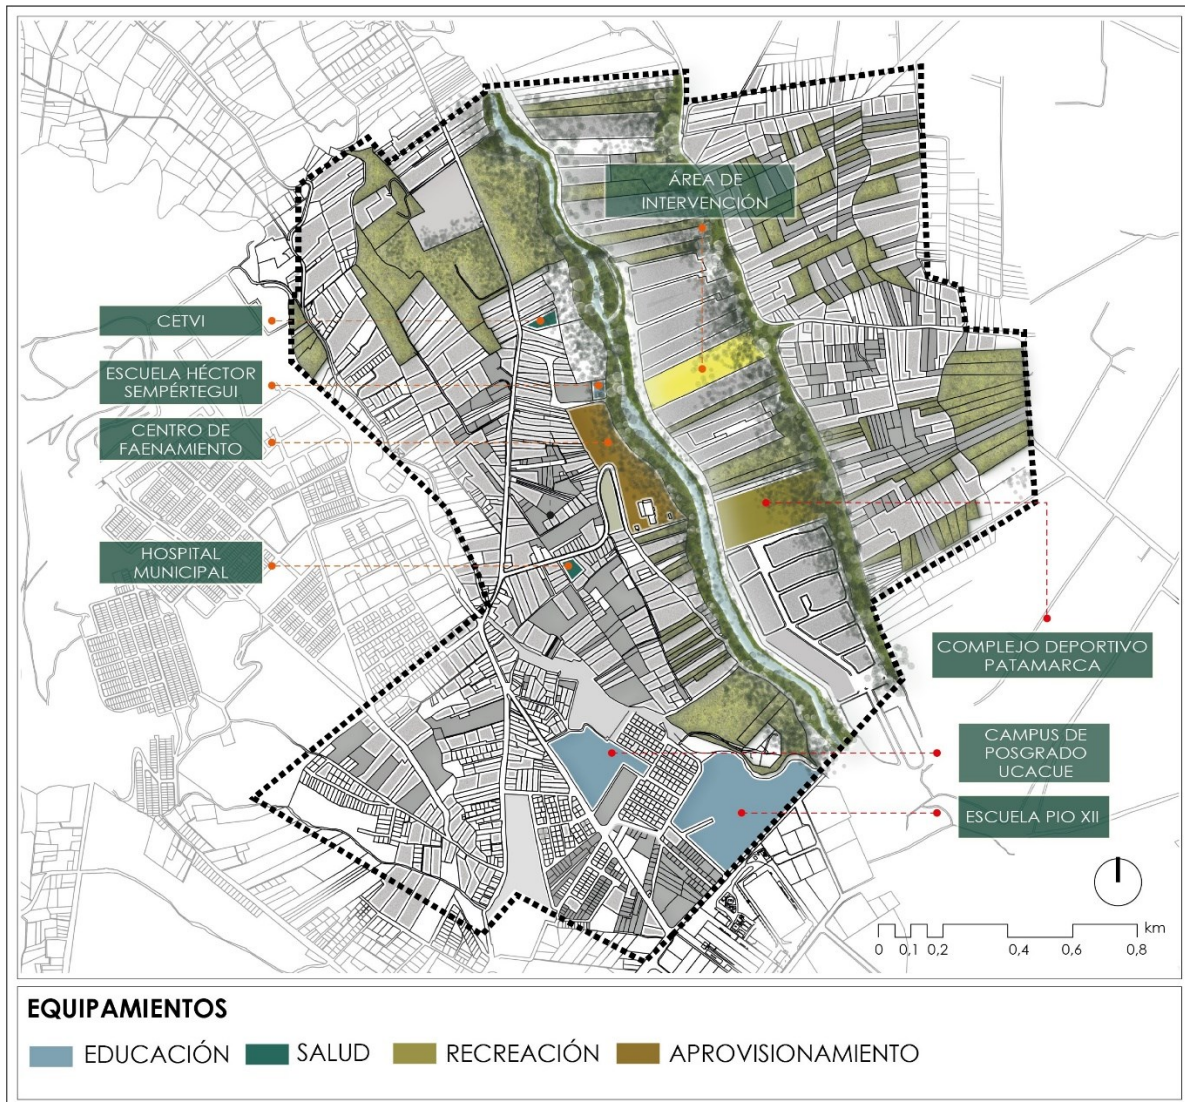 ÁREA DE
INTERVENCIÓN
CETVI
ESCUELA HÉCTOR
SEMPÉRTEGUI
CENTRO DE
FAENAMIENTO
HOSPITAL
MUNICIPAL
COMPLEJO DEPORTIVO
PATAMARCA
CAMPUS DE
POSGRADO
UCACUE
ESCUELA PIO XII
km
0 0,1 0,2 0,4 0,6 0,8
EQUIPAMIENTOS
EDUCACIÓN SALUD RECREACIÓN APROVISIONAMIENTO